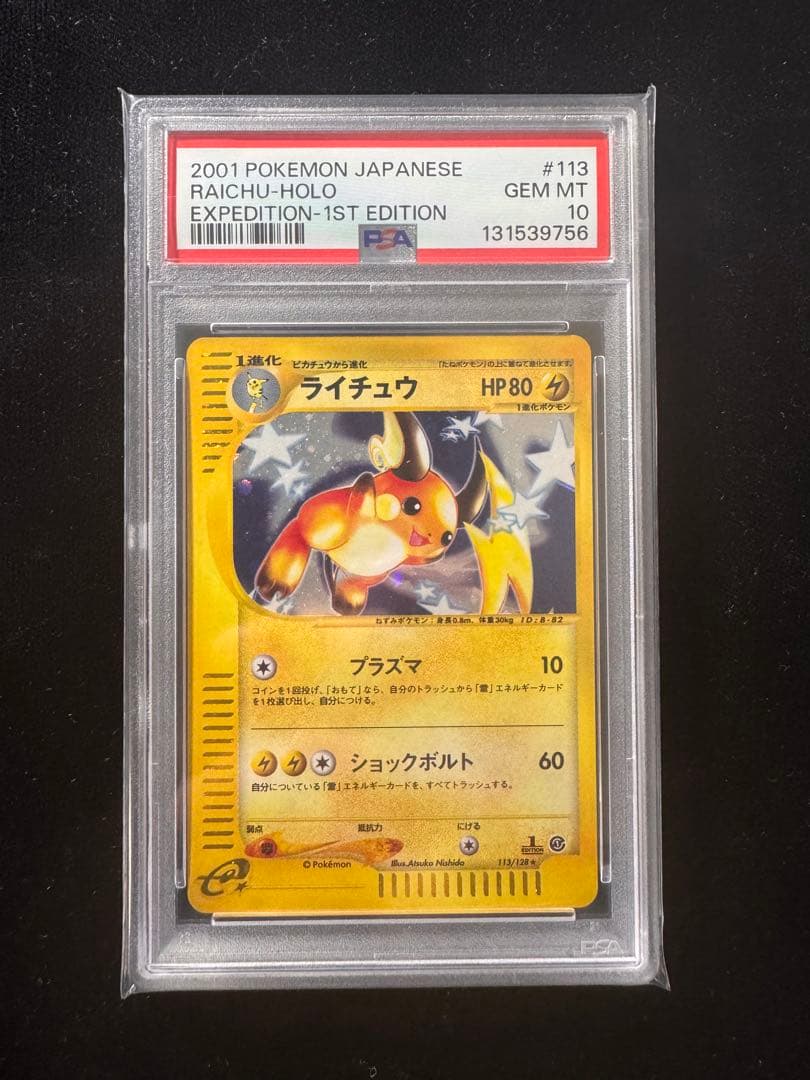 2001 POKEMON JAPANESE #113
RAICHU-HOLO GEM MT
EXPEDITION-1ST EDITION 10
PSA 131539756
1進化 ピカチュウから進化 「たねポケモン」の上に重ねて進化させます。
ライチュウ HP80
1進化ポケモン
ねずみポケモン:身長0.8m、体重30kg ID:B-82
プラズマ 10
コインを1回投げ、「おもて」なら、自分のトラッシュから「雷」エネルギーカード
を1枚選び出し、自分につける。
ショックボルト 60
自分についている「雷」エネルギーカードを、すべてトラッシュする。
弱点 抵抗力 にげる
1 EDITION
©Pokémon Illus.Atsuko Nishida 113/128★
e
PSA